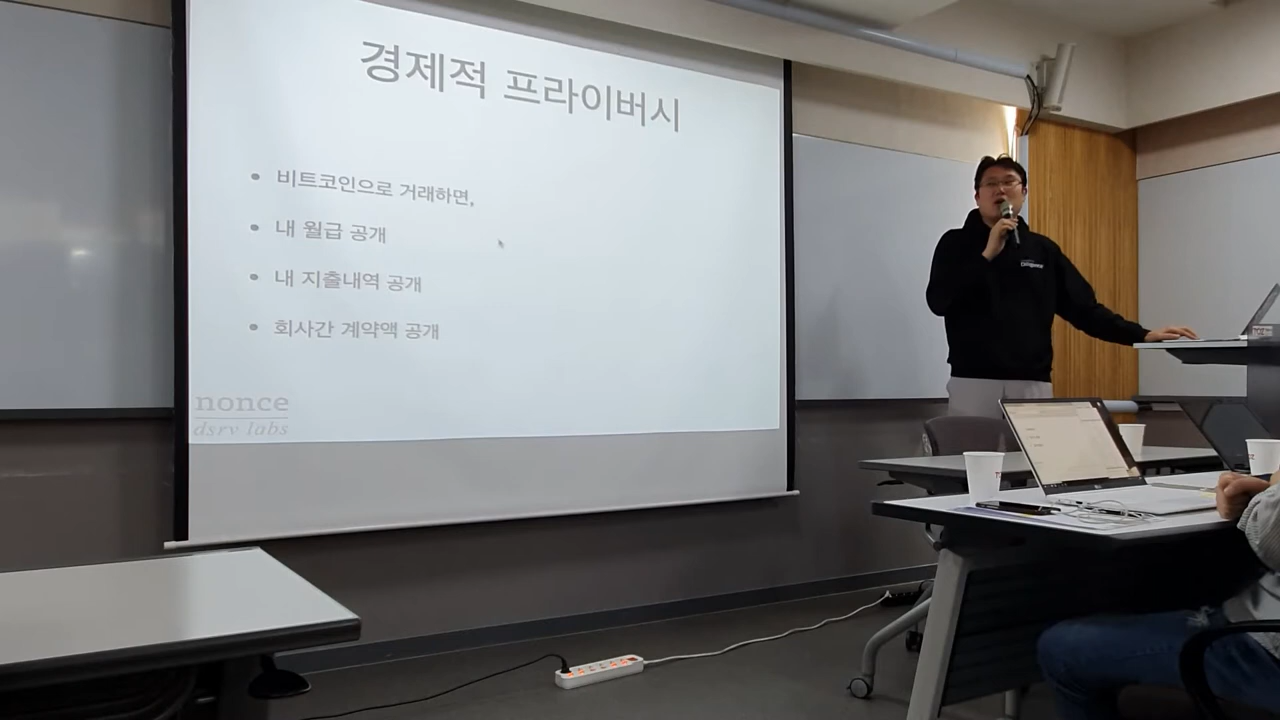 경제적 프라이버시
• 비트코인으로 거래하면,
• 내 월급 공개
• 내 지출내역 공개
• 회사간 계약액 공개
nonce
dsrv labs